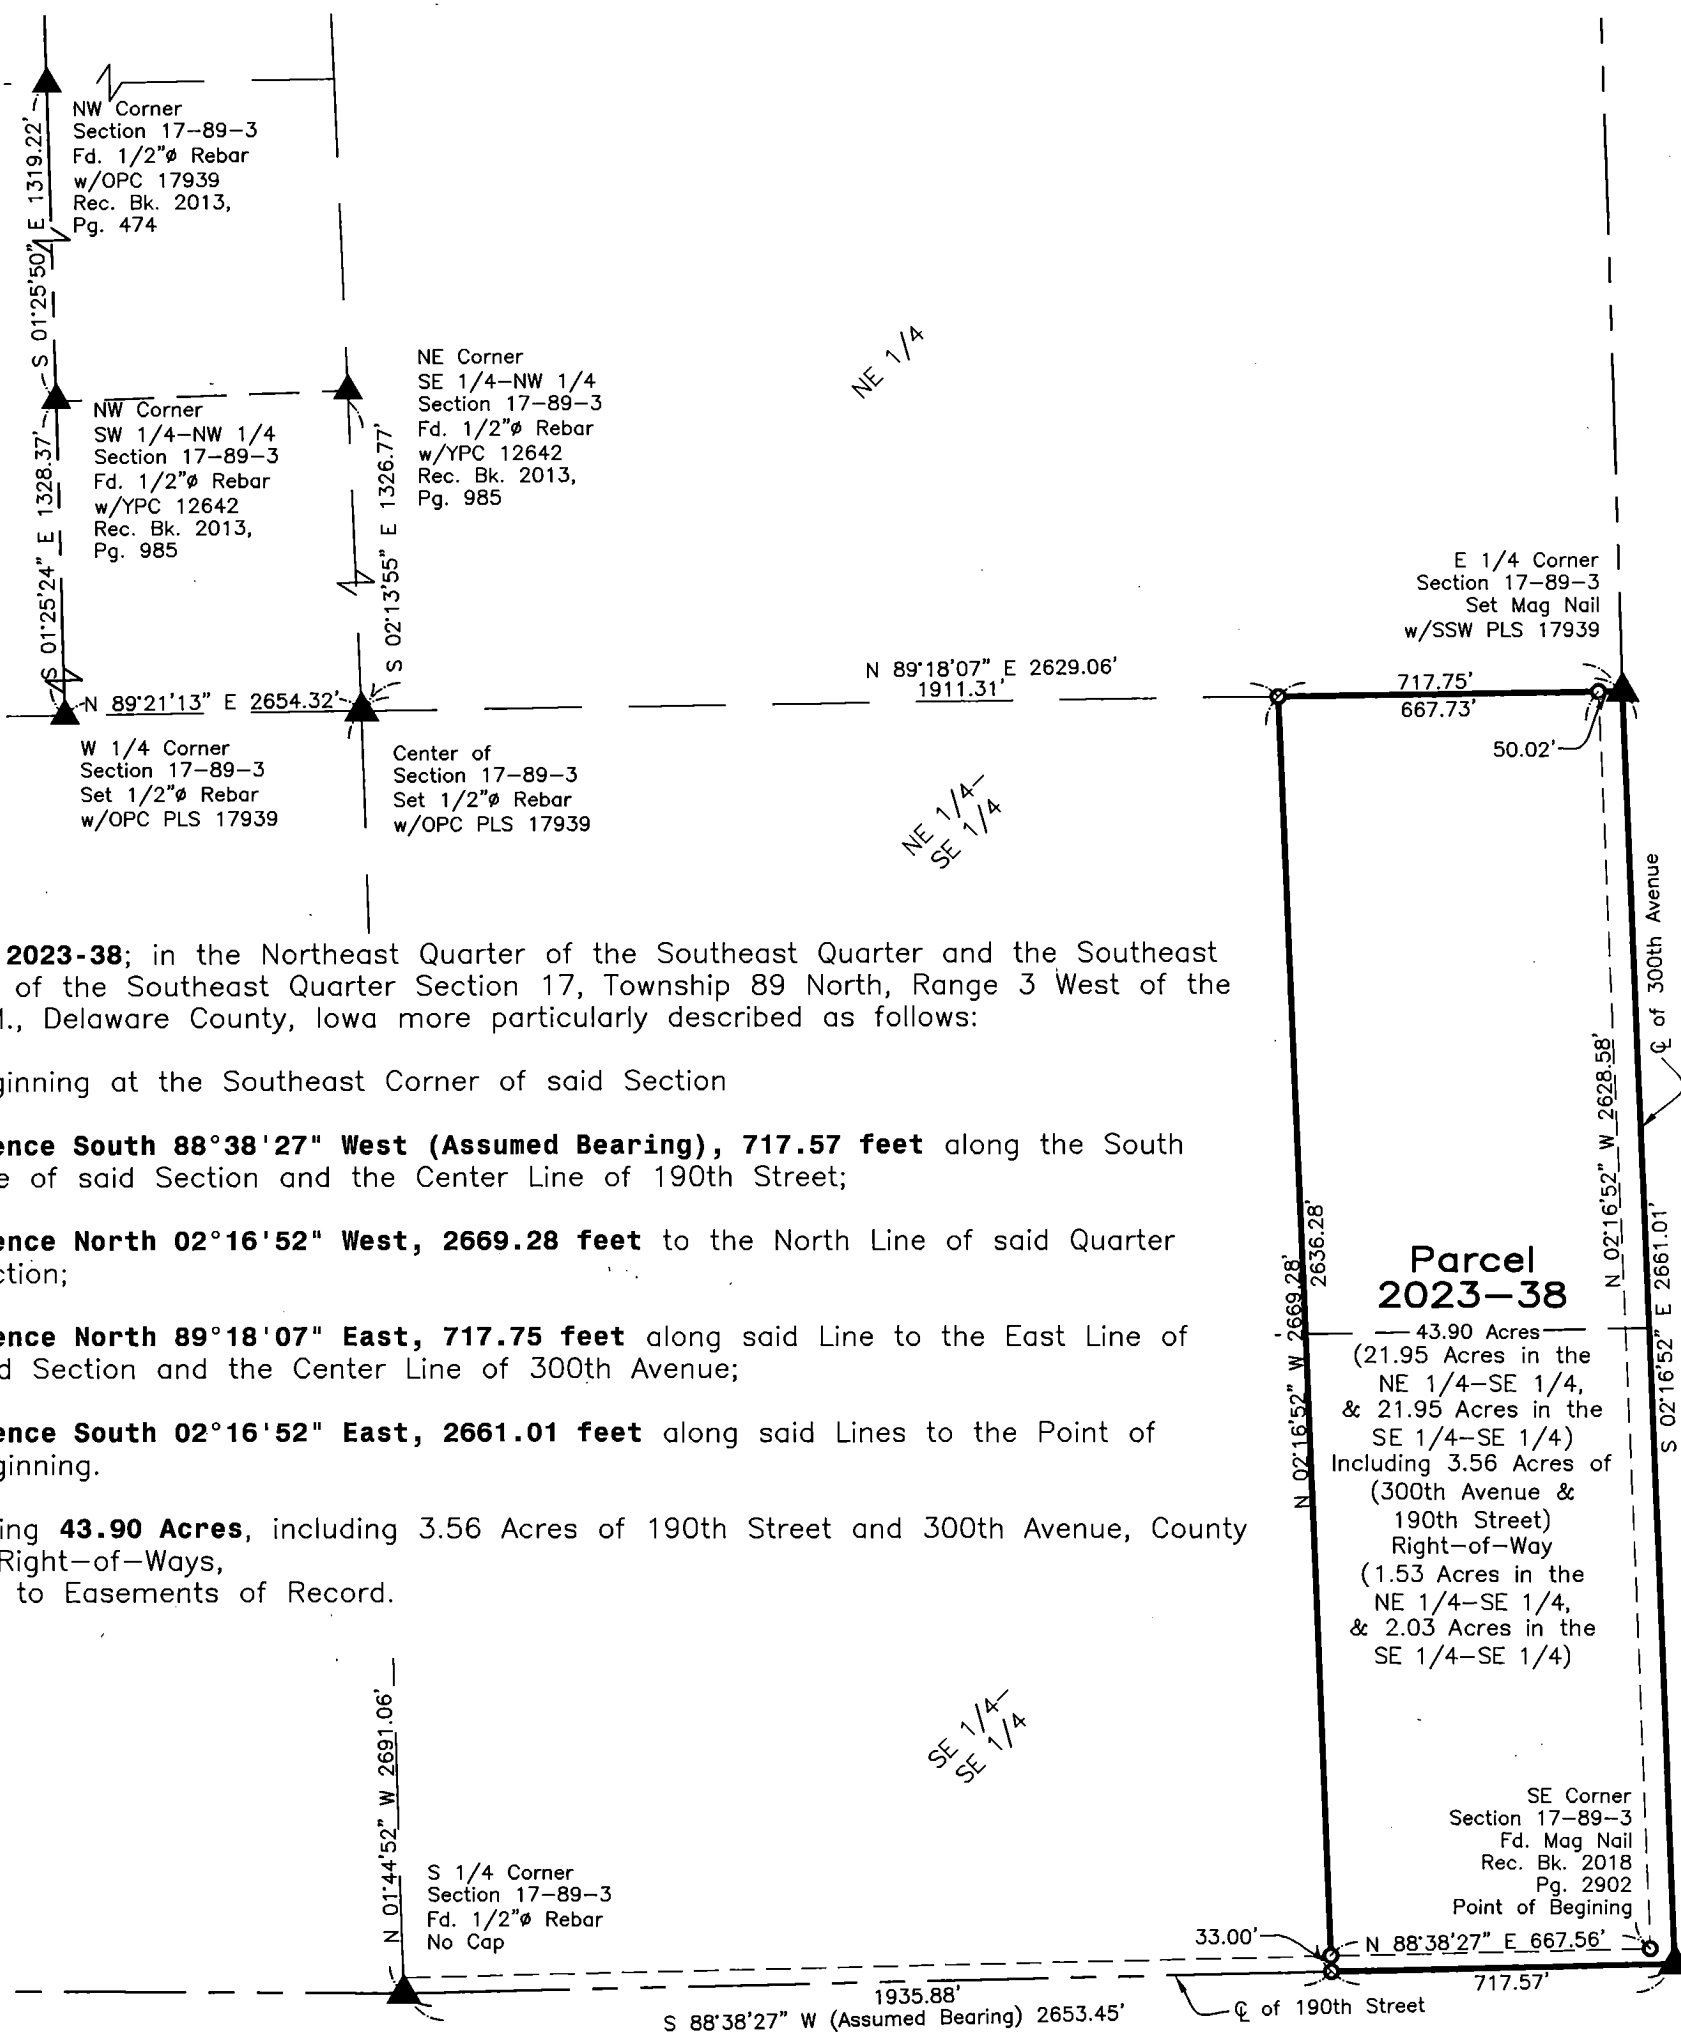 NW Corner
Section 17-89-3
Fd. 1/2"ø Rebar
w/OPC 17939
Rec. Bk. 2013,
Pg. 474
S 01°25'50" E 1319.22'
NE Corner
SE 1/4-NW 1/4
Section 17-89-3
Fd. 1/2"ø Rebar
w/YPC 12642
Rec. Bk. 2013,
Pg. 985
NW Corner
SW 1/4-NW 1/4
Section 17-89-3
Fd. 1/2"ø Rebar
w/YPC 12642
Rec. Bk. 2013,
Pg. 985
S 01°25'24" E 1328.37'
S 02°13'55" E 1326.77'
NE 1/4
E 1/4 Corner
Section 17-89-3
Set Mag Nail
w/SSW PLS 17939
N 89°21'13" E 2654.32'
N 89°18'07" E 2629.06'
1911.31'
717.75'
667.73'
50.02'
W 1/4 Corner
Section 17-89-3
Set 1/2"ø Rebar
w/OPC PLS 17939
Center of
Section 17-89-3
Set 1/2"ø Rebar
w/OPC PLS 17939
NE 1/4-
SE 1/4
℄ of 300th Avenue
2023-38; in the Northeast Quarter of the Southeast Quarter and the Southeast
of the Southeast Quarter Section 17, Township 89 North, Range 3 West of the
M., Delaware County, Iowa more particularly described as follows:
ginning at the Southeast Corner of said Section
ence South 88°38'27" West (Assumed Bearing), 717.57 feet along the South
e of said Section and the Center Line of 190th Street;
ence North 02°16'52" West, 2669.28 feet to the North Line of said Quarter
ction;
ence North 89°18'07" East, 717.75 feet along said Line to the East Line of
d Section and the Center Line of 300th Avenue;
ence South 02°16'52" East, 2661.01 feet along said Lines to the Point of
ginning.
ing 43.90 Acres, including 3.56 Acres of 190th Street and 300th Avenue, County
Right-of-Ways,
to Easements of Record.
N 02°16'52" W 2669.28'
2636.28'
N 02°16'52" W 2628.58'
S 02°16'52" E 2661.01'
Parcel
2023-38
43.90 Acres
(21.95 Acres in the
NE 1/4-SE 1/4,
& 21.95 Acres in the
SE 1/4-SE 1/4)
Including 3.56 Acres of
(300th Avenue &
190th Street)
Right-of-Way
(1.53 Acres in the
NE 1/4-SE 1/4,
& 2.03 Acres in the
SE 1/4-SE 1/4)
SE 1/4-
SE 1/4
N 01°44'52" W 2691.06'
S 1/4 Corner
Section 17-89-3
Fd. 1/2"ø Rebar
No Cap
SE Corner
Section 17-89-3
Fd. Mag Nail
Rec. Bk. 2018
Pg. 2902
Point of Begining
33.00'
N 88°38'27" E 667.56'
717.57'
1935.88'
S 88°38'27" W (Assumed Bearing) 2653.45'
℄ of 190th Street